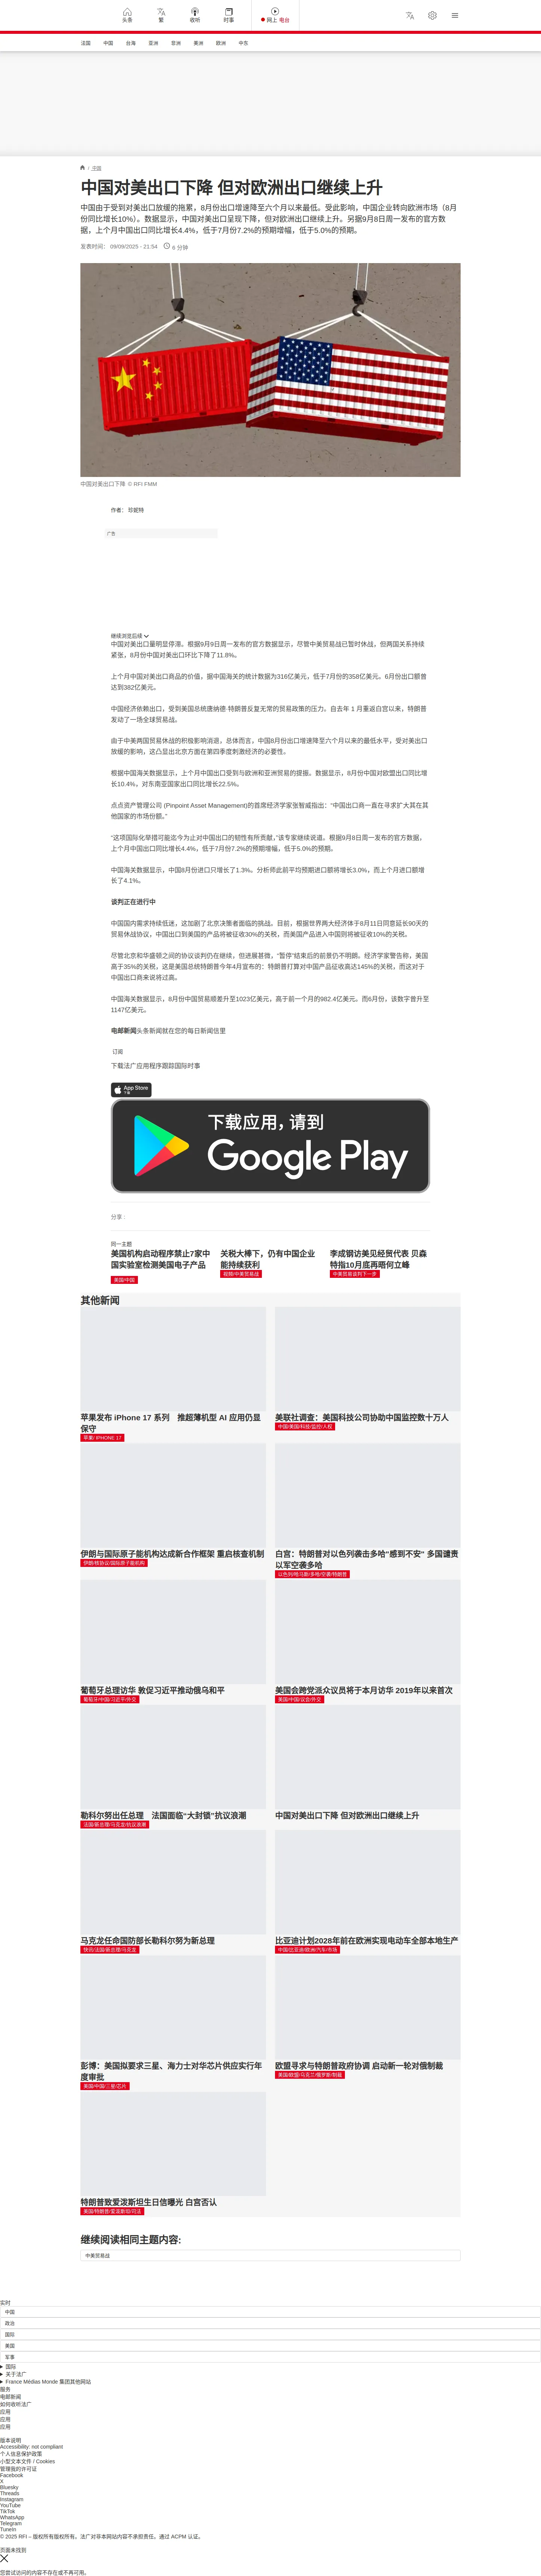 头条
繁
收听
时事
网上 电台
法国
中国
台海
亚洲
非洲
美洲
欧洲
中东
/ 中国
中国对美出口下降 但对欧洲出口继续上升
中国由于受到对美出口放缓的拖累，8月份出口增速降至六个月以来最低。受此影响，中国企业转向欧洲市场（8月
份同比增长10%）。数据显示，中国对美出口呈现下降，但对欧洲出口继续上升。另据9月8日周一发布的官方数
据，上个月中国出口同比增长4.4%，低于7月份7.2%的预期增幅，低于5.0%的预期。
发表时间： 09/09/2025 - 21:54
6 分钟
中国对美出口下降 © RFI FMM
作者： 珍妮特
广告
继续浏览后续
中国对美出口量明显停滞。根据9月9日周一发布的官方数据显示，尽管中美贸易战已暂时休战，但两国关系持续
紧张，8月份中国对美出口环比下降了11.8%。
上个月中国对美出口商品的价值，据中国海关的统计数据为316亿美元，低于7月份的358亿美元。6月份出口额曾
达到382亿美元。
中国经济依赖出口，受到美国总统唐纳德·特朗普反复无常的贸易政策的压力。自去年 1 月重返白宫以来，特朗普
发动了一场全球贸易战。
由于中美两国贸易休战的积极影响消退，总体而言，中国8月份出口增速降至六个月以来的最低水平，受对美出口
放缓的影响，这凸显出北京方面在第四季度刺激经济的必要性。
根据中国海关数据显示，上个月中国出口受到与欧洲和亚洲贸易的提振。数据显示，8月份中国对欧盟出口同比增
长10.4%，对东南亚国家出口同比增长22.5%。
点点资产管理公司 (Pinpoint Asset Management)的首席经济学家张智威指出：“中国出口商一直在寻求扩大其在其
他国家的市场份额。”
“这项国际化举措可能迄今为止对中国出口的韧性有所贡献，”该专家继续说道。根据9月8日周一发布的官方数据，
上个月中国出口同比增长4.4%，低于7月份7.2%的预期增幅，低于5.0%的预期。
中国海关数据显示，中国8月份进口只增长了1.3%。分析师此前平均预期进口额将增长3.0%，而上个月进口额增
长了4.1%。
谈判正在进行中
中国国内需求持续低迷，这加剧了北京决策者面临的挑战。目前，根据世界两大经济体于8月11日同意延长90天的
贸易休战协议，中国出口到美国的产品将被征收30%的关税，而美国产品进入中国则将被征收10%的关税。
尽管北京和华盛顿之间的协议谈判仍在继续，但进展甚微，“暂停”结束后的前景仍不明朗。经济学家警告称，美国
高于35%的关税，这是美国总统特朗普今年4月宣布的：特朗普打算对中国产品征收高达145%的关税，而这对于
中国出口商来说将过高。
中国海关数据显示，8月份中国贸易顺差升至1023亿美元，高于前一个月的982.4亿美元。而6月份，该数字曾升至
1147亿美元。
电邮新闻头条新闻就在您的每日新闻信里
订阅
下载法广应用程序跟踪国际时事
App Store
下载
下载应用，请到
Google Play
分享 :
同一主题
美国机构启动程序禁止7家中
国实验室检测美国电子产品
美国/中国
关税大棒下，仍有中国企业
能持续获利
视频/中美贸易战
李成钢访美见经贸代表 贝森
特指10月底再晤何立峰
中美贸易谈判下一步
其他新闻
苹果发布 iPhone 17 系列　推超薄机型 AI 应用仍显
保守
苹果/ IPHONE 17
美联社调查：美国科技公司协助中国监控数十万人
中国/美国/科技/监控/人权
伊朗与国际原子能机构达成新合作框架 重启核查机制
伊朗/核协议/国际原子能机构
白宫：特朗普对以色列袭击多哈"感到不安" 多国谴责
以军空袭多哈
以色列/哈马斯/多哈/空袭/特朗普
葡萄牙总理访华 敦促习近平推动俄乌和平
葡萄牙/中国/习近平/外交
美国会跨党派众议员将于本月访华 2019年以来首次
美国/中国/议会/外交
勒科尔努出任总理　法国面临“大封锁”抗议浪潮
法国/新总理/马克龙/抗议浪潮
中国对美出口下降 但对欧洲出口继续上升
马克龙任命国防部长勒科尔努为新总理
快讯/法国/新总理/马克龙
比亚迪计划2028年前在欧洲实现电动车全部本地生产
中国/比亚迪/欧洲/汽车/市场
彭博：美国拟要求三星、海力士对华芯片供应实行年
度审批
美国/中国/三星/芯片
欧盟寻求与特朗普政府协调 启动新一轮对俄制裁
美国/欧盟/乌克兰/俄罗斯/制裁
特朗普致爱泼斯坦生日信曝光 白宫否认
美国/特朗普/爱泼斯坦/司法
继续阅读相同主题内容:
中美贸易战
实时
中国
政治
国际
美国
军事
国际
关于法广
France Médias Monde 集团其他网站
服务
电邮新闻
如何收听法广
应用
应用
应用
版本说明
Accessibility: not compliant
个人信息保护政策
小型文本文件 / Cookies
管理我的许可证
Facebook
X
Bluesky
Threads
Instagram
YouTube
TikTok
WhatsApp
Telegram
TuneIn
© 2025 RFI – 版权所有版权所有。法广对非本网站内容不承担责任。通过 ACPM 认证。
页面未找到
您尝试访问的内容不存在或不再可用。